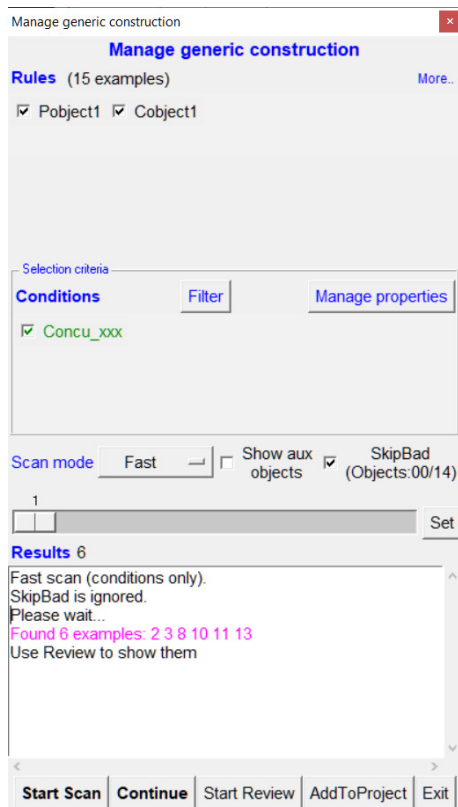 Manage generic construction
Manage generic construction
Rules (15 examples) More..
Pobject1 Cobject1
Selection criteria
Conditions Filter Manage properties
Concu_xxx
Scan mode Fast Show aux objects SkipBad (Objects:00/14)
1
Set
Results 6
Fast scan (conditions only).
SkipBad is ignored.
Please wait...
Found 6 examples: 2 3 8 10 11 13
Use Review to show them
Start Scan Continue Start Review AddToProject Exit